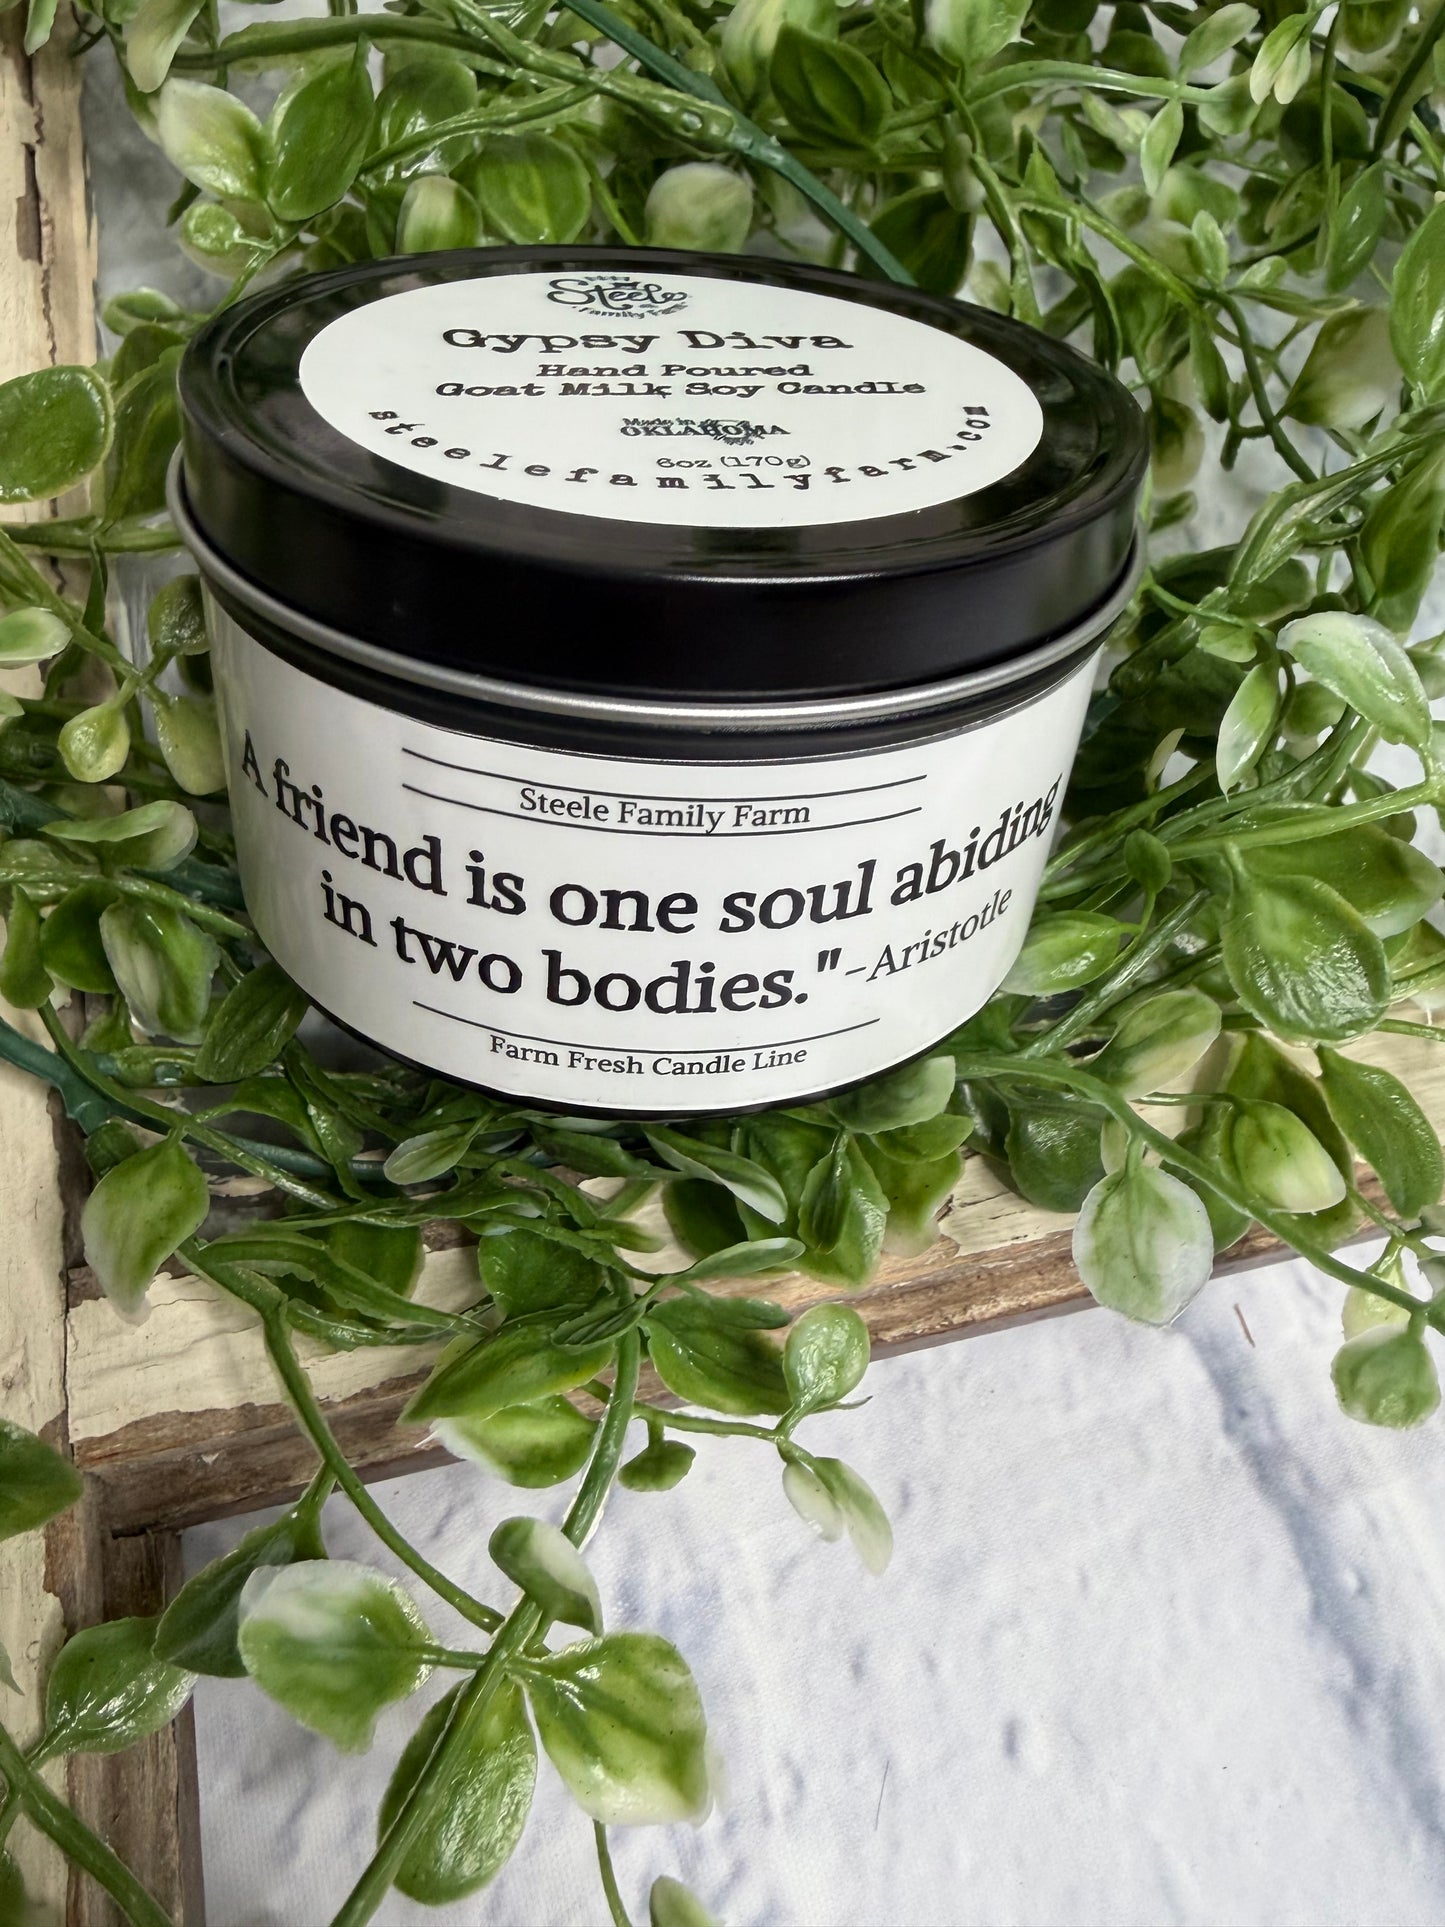 Steele
Family
Gypsy Diva
Hand Poured
Goat Milk Soy Candle
Made in
OKLAHOMA
6oz (170g)
steelefamilyfarm.com
Steele Family Farm
A friend is one soul abiding
in two bodies." -Aristotle
Farm Fresh Candle Line